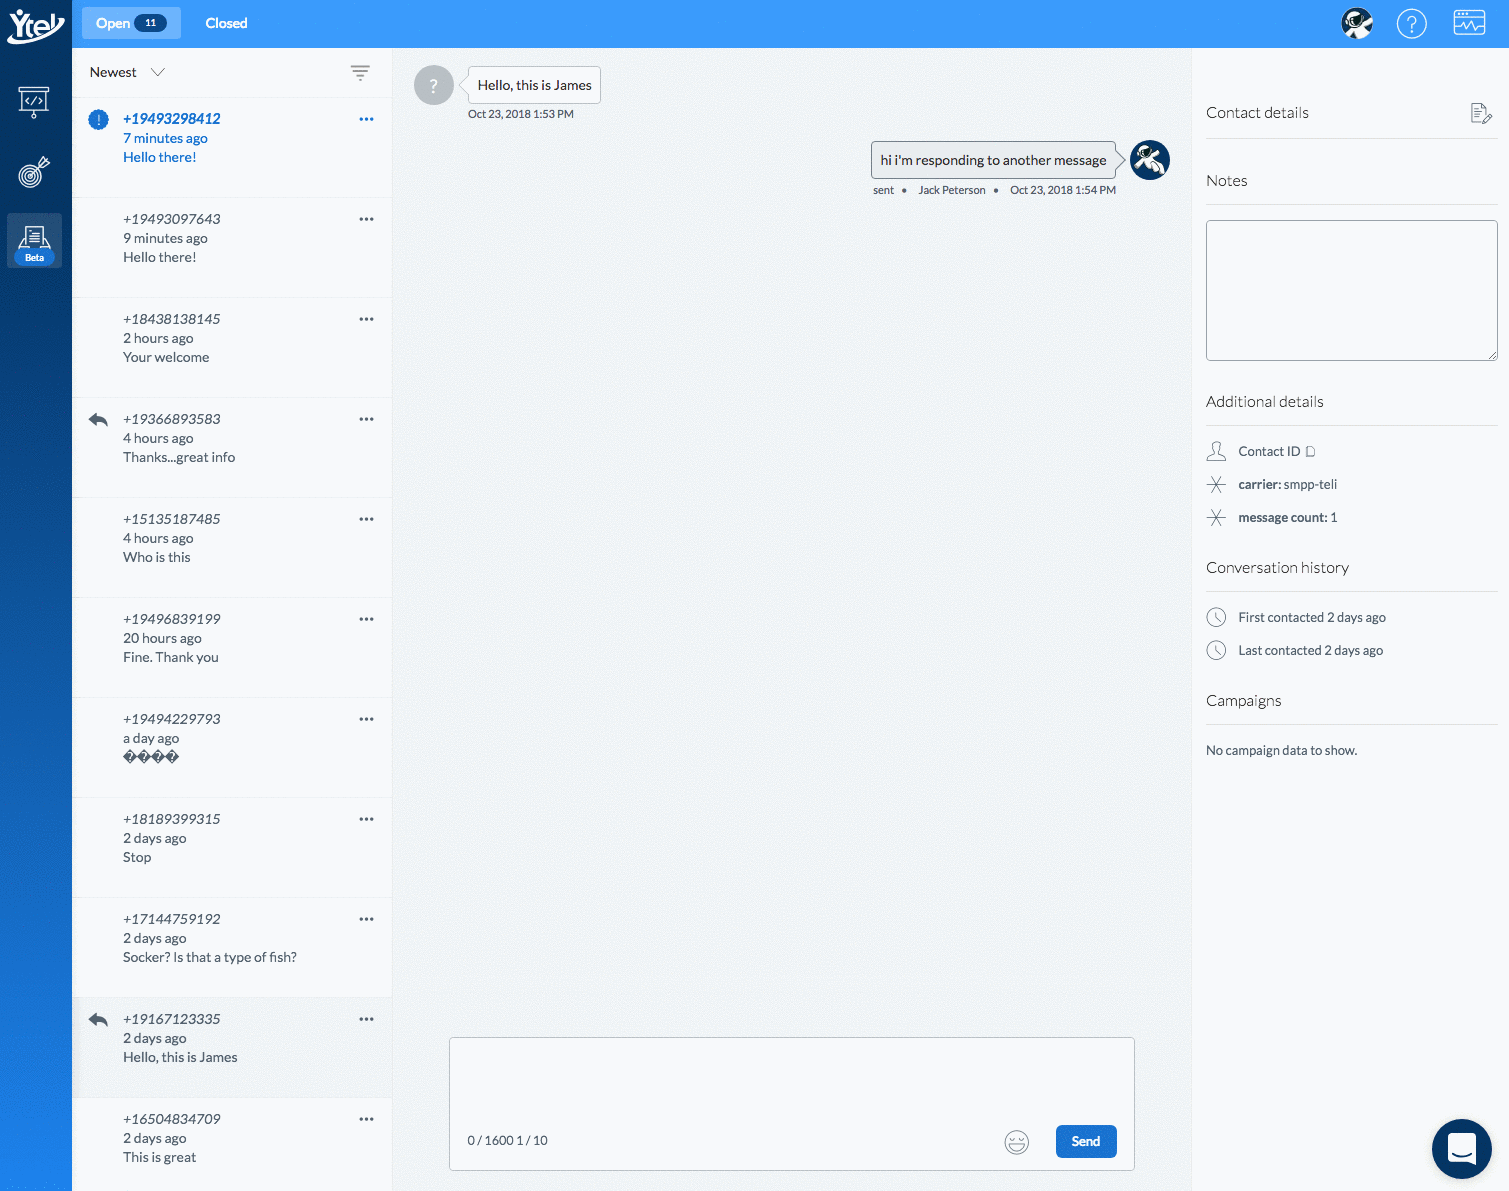 Ytel
Open 11
Closed
Newest
+19493298412
7 minutes ago
Hello there!
+19493097643
9 minutes ago
Hello there!
+18438138145
2 hours ago
Your welcome
+19366893583
4 hours ago
Thanks...great info
+15135187485
4 hours ago
Who is this
+19496839199
20 hours ago
Fine. Thank you
+19494229793
a day ago
����
+18189399315
2 days ago
Stop
+17144759192
2 days ago
Socker? Is that a type of fish?
+19167123335
2 days ago
Hello, this is James
+16504834709
2 days ago
This is great
Beta
?
Hello, this is James
Oct 23, 2018 1:53 PM
hi i'm responding to another message
sent • Jack Peterson • Oct 23, 2018 1:54 PM
0 / 1600 1 / 10
Send
?
Contact details
Notes
Additional details
Contact ID
carrier: smpp-teli
message count: 1
Conversation history
First contacted 2 days ago
Last contacted 2 days ago
Campaigns
No campaign data to show.